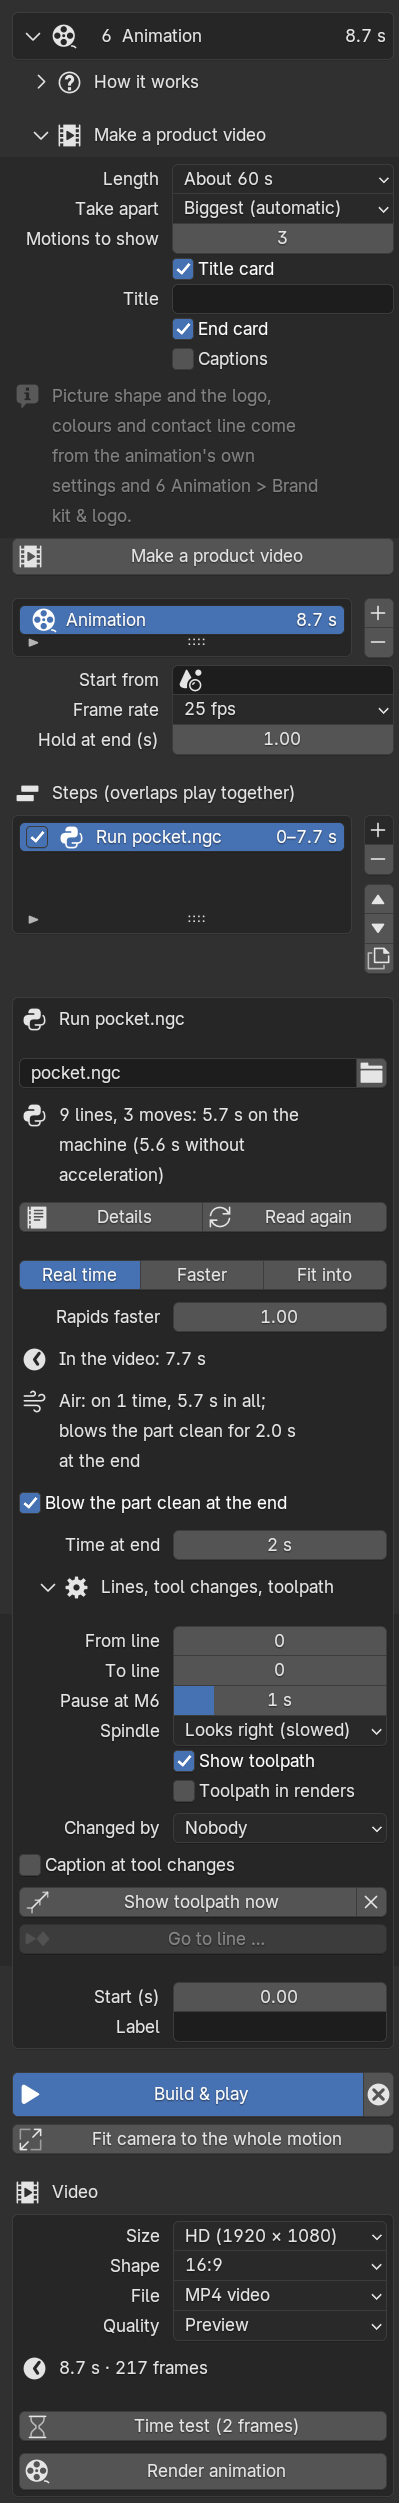 6 Animation 8.7 s
How it works
Make a product video
Length About 60 s
Take apart Biggest (automatic)
Motions to show 3
Title card
Title
End card
Captions
Picture shape and the logo,
colours and contact line come
from the animation's own
settings and 6 Animation > Brand
kit & logo.
Make a product video
Animation 8.7 s
Start from
Frame rate 25 fps
Hold at end (s) 1.00
Steps (overlaps play together)
Run pocket.ngc 0–7.7 s
Run pocket.ngc
pocket.ngc
9 lines, 3 moves: 5.7 s on the
machine (5.6 s without
acceleration)
Details Read again
Real time Faster Fit into
Rapids faster 1.00
In the video: 7.7 s
Air: on 1 time, 5.7 s in all;
blows the part clean for 2.0 s
at the end
Blow the part clean at the end
Time at end 2 s
Lines, tool changes, toolpath
From line 0
To line 0
Pause at M6 1 s
Spindle Looks right (slowed)
Show toolpath
Toolpath in renders
Changed by Nobody
Caption at tool changes
Show toolpath now
Go to line ...
Start (s) 0.00
Label
Build & play
Fit camera to the whole motion
Video
Size HD (1920 × 1080)
Shape 16:9
File MP4 video
Quality Preview
8.7 s · 217 frames
Time test (2 frames)
Render animation